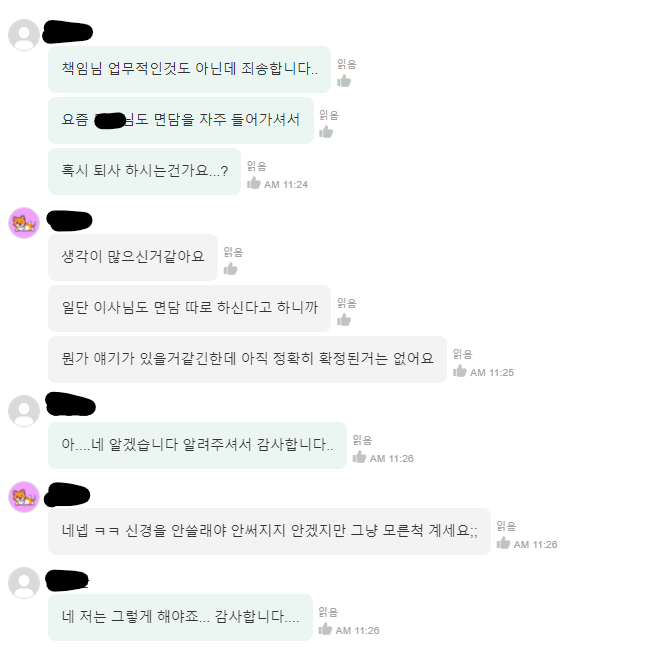 책임님 업무적인것도 아닌데 죄송합니다..
읽음
요즘 님도 면담을 자주 들어가셔서
읽음
혹시 퇴사 하시는건가요...?
읽음
AM 11:24
생각이 많으신거같아요
읽음
일단 이사님도 면담 따로 하신다고 하니까
읽음
뭔가 얘기가 있을거같긴한데 아직 정확히 확정된거는 없어요
읽음
AM 11:25
아....네 알겠습니다 알려주셔서 감사합니다..
읽음
AM 11:26
네넵 ㅋㅋ 신경을 안쓸래야 안써지지 안겠지만 그냥 모른척 계세요;;
읽음
AM 11:26
네 저는 그렇게 해야죠... 감사합니다....
읽음
AM 11:26